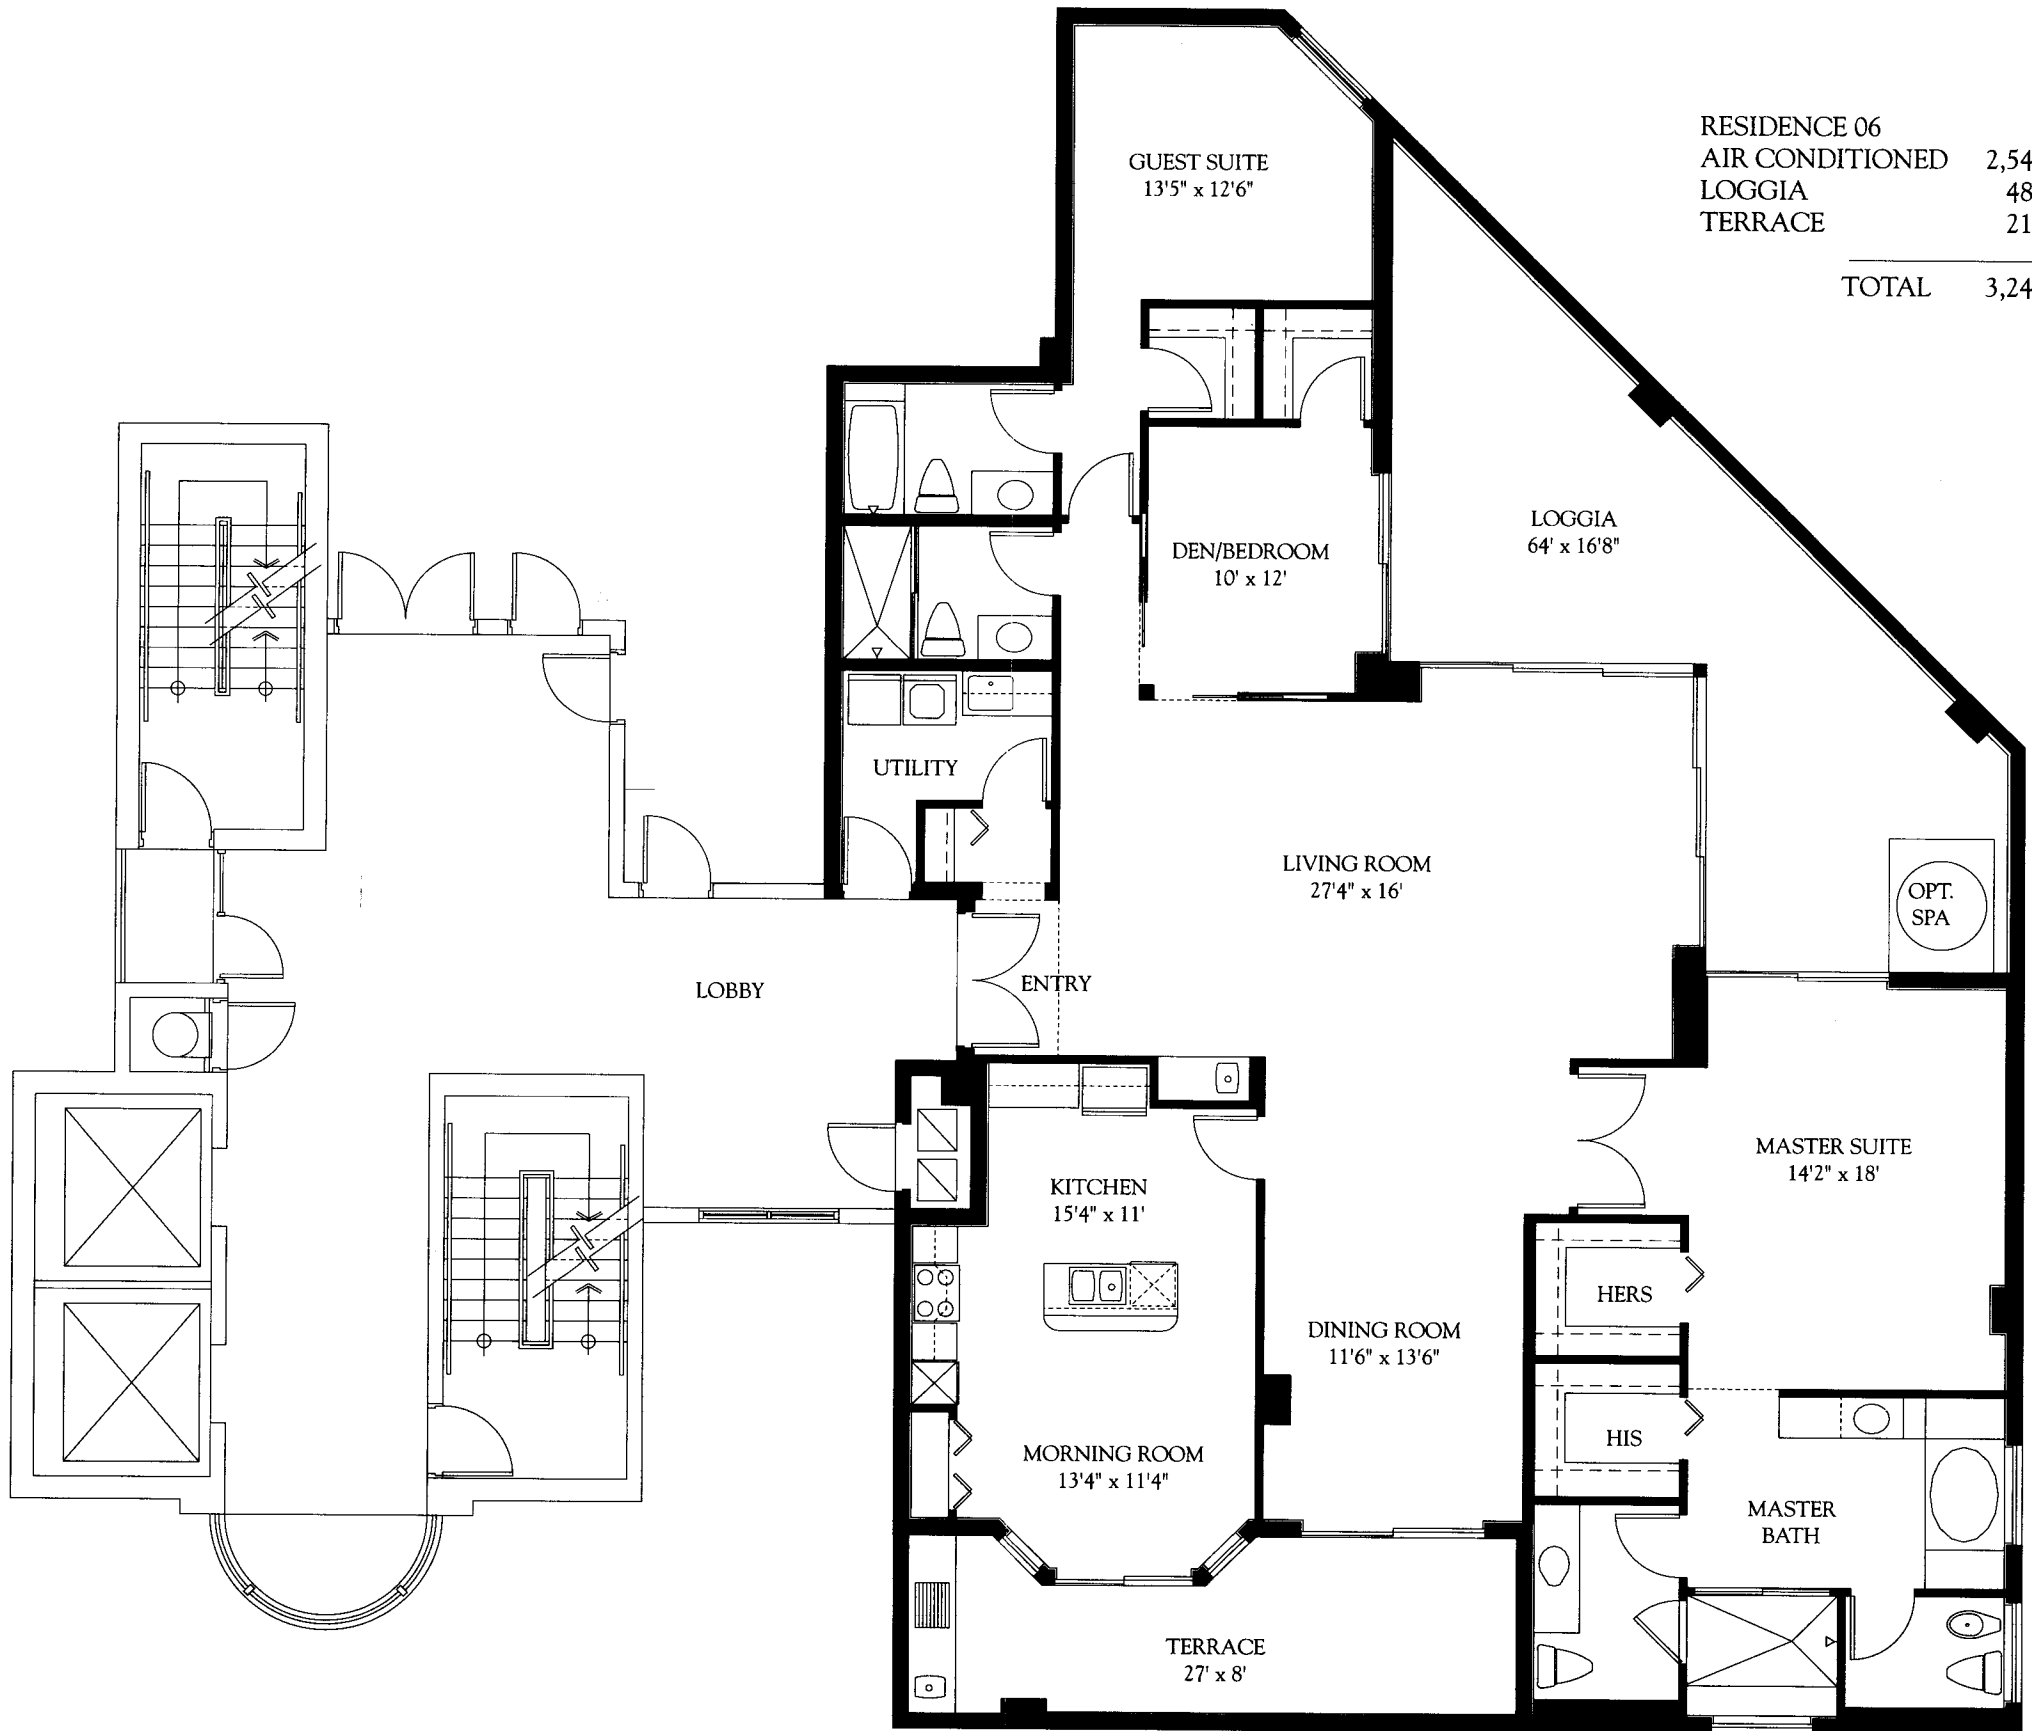 RESIDENCE 06
AIR CONDITIONED 2,54
LOGGIA 48
TERRACE 21
TOTAL 3,24
GUEST SUITE
13'5" x 12'6"
LOGGIA
64' x 16'8"
DEN/BEDROOM
10' x 12'
UTILITY
LIVING ROOM
27'4" x 16'
OPT.
SPA
LOBBY
ENTRY
MASTER SUITE
14'2" x 18'
KITCHEN
15'4" x 11'
HERS
DINING ROOM
11'6" x 13'6"
HIS
MORNING ROOM
13'4" x 11'4"
MASTER
BATH
TERRACE
27' x 8'